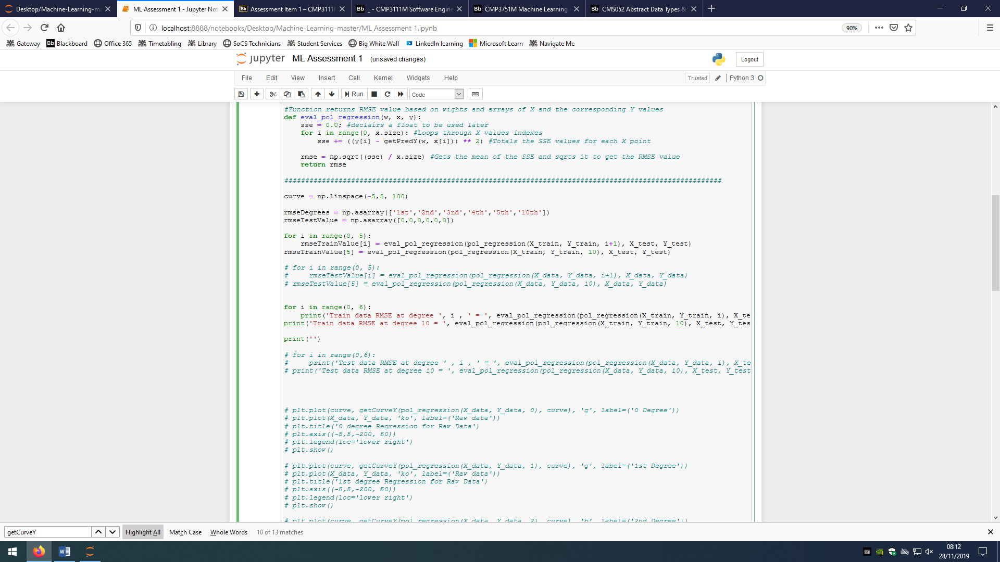 Desktop/Machine-Learning-ma
ML Assessment 1 - Jupyter Not
Assessment Item 1 – CMP3111M
_ - CMP3111M Software Engine
CMP3751M Machine Learning
CMS052 Abstract Data Types &
localhost:8888/notebooks/Desktop/Machine-Learning-master/ML Assessment 1.ipynb
90%
Gateway Blackboard Office 365 Timetabling Library SoCS Technicians Student Services Big White Wall LinkedIn learning Microsoft Learn Navigate Me
jupyter ML Assessment 1 (unsaved changes)
Logout
File Edit View Insert Cell Kernel Widgets Help
Trusted Python 3
Run Code
#Function returns RMSE value based on wights and arrays of X and the corresponding Y values
def eval_pol_regression(w, x, y):
sse = 0.0; #declairs a float to be used later
for i in range(0, x.size): #Loops through X values indexes
sse += ((y[i] - getPredY(w, x[i])) ** 2) #Totals the SSE values for each X point
rmse = np.sqrt((sse) / x.size) #Gets the mean of the SSE and sqrts it to get the RMSE value
return rmse
#########################################################################################################
curve = np.linspace(-5,5, 100)
rmseDegrees = np.asarray(['1st','2nd','3rd','4th','5th','10th'])
rmseTestValue = np.asarray([0,0,0,0,0,0])
for i in range(0, 5):
rmseTrainValue[i] = eval_pol_regression(pol_regression(X_train, Y_train, i+1), X_test, Y_test)
rmseTrainValue[5] = eval_pol_regression(pol_regression(X_train, Y_train, 10), X_test, Y_test)
# for i in range(0, 5):
# rmseTestValue[i] = eval_pol_regression(pol_regression(X_data, Y_data, i+1), X_data, Y_data)
# rmseTestValue[5] = eval_pol_regression(pol_regression(X_data, Y_data, 10), X_data, Y_data)
for i in range(0, 6):
print('Train data RMSE at degree ', i , ' = ', eval_pol_regression(pol_regression(X_train, Y_train, i), X_te
print('Train data RMSE at degree 10 = ', eval_pol_regression(pol_regression(X_train, Y_train, 10), X_test, Y_tes
print('')
# for i in range(0,6):
# print('Test data RMSE at degree ' , i , ' = ', eval_pol_regression(pol_regression(X_data, Y_data, i), X_te
# print('Test data RMSE at degree 10 = ', eval_pol_regression(pol_regression(X_data, Y_data, 10), X_test, Y_test
# plt.plot(curve, getCurveY(pol_regression(X_data, Y_data, 0), curve), 'g', label=('0 Degree'))
# plt.plot(X_data, Y_data, 'ko', label=('Raw data'))
# plt.title('0 degree Regression for Raw Data')
# plt.axis((-5,5,-200, 50))
# plt.legend(loc='lower right')
# plt.show()
# plt.plot(curve, getCurveY(pol_regression(X_data, Y_data, 1), curve), 'g', label=('1st Degree'))
# plt.plot(X_data, Y_data, 'ko', label=('Raw data'))
# plt.title('1st degree Regression for Raw Data')
# plt.axis((-5,5,-200, 50))
# plt.legend(loc='lower right')
# plt.show()
# plt.plot(curve, getCurveY(pol_regression(X_data, Y_data, 2), curve), 'b', label=('2nd Degree'))
getCurveY
Highlight All Match Case Whole Words 10 of 13 matches
08:12
28/11/2019